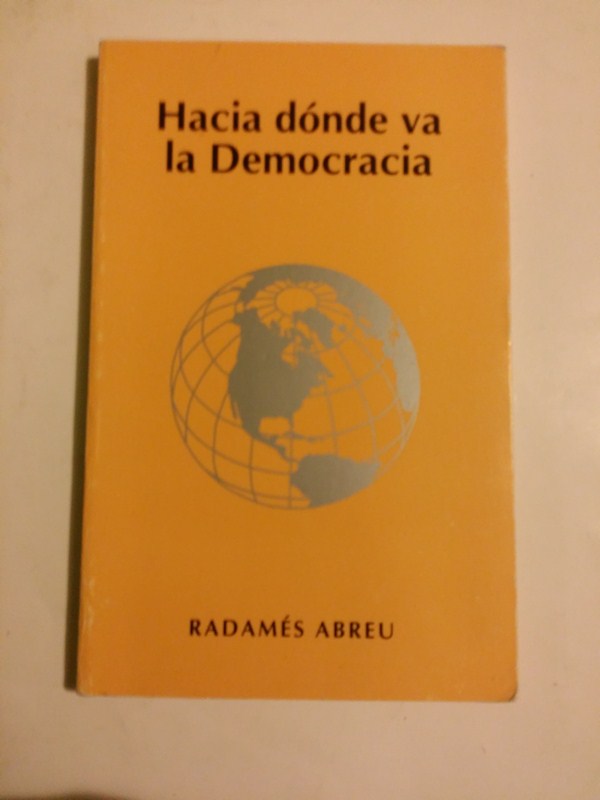 Hacia dónde va
la Democracia
RADAMÉS ABREU